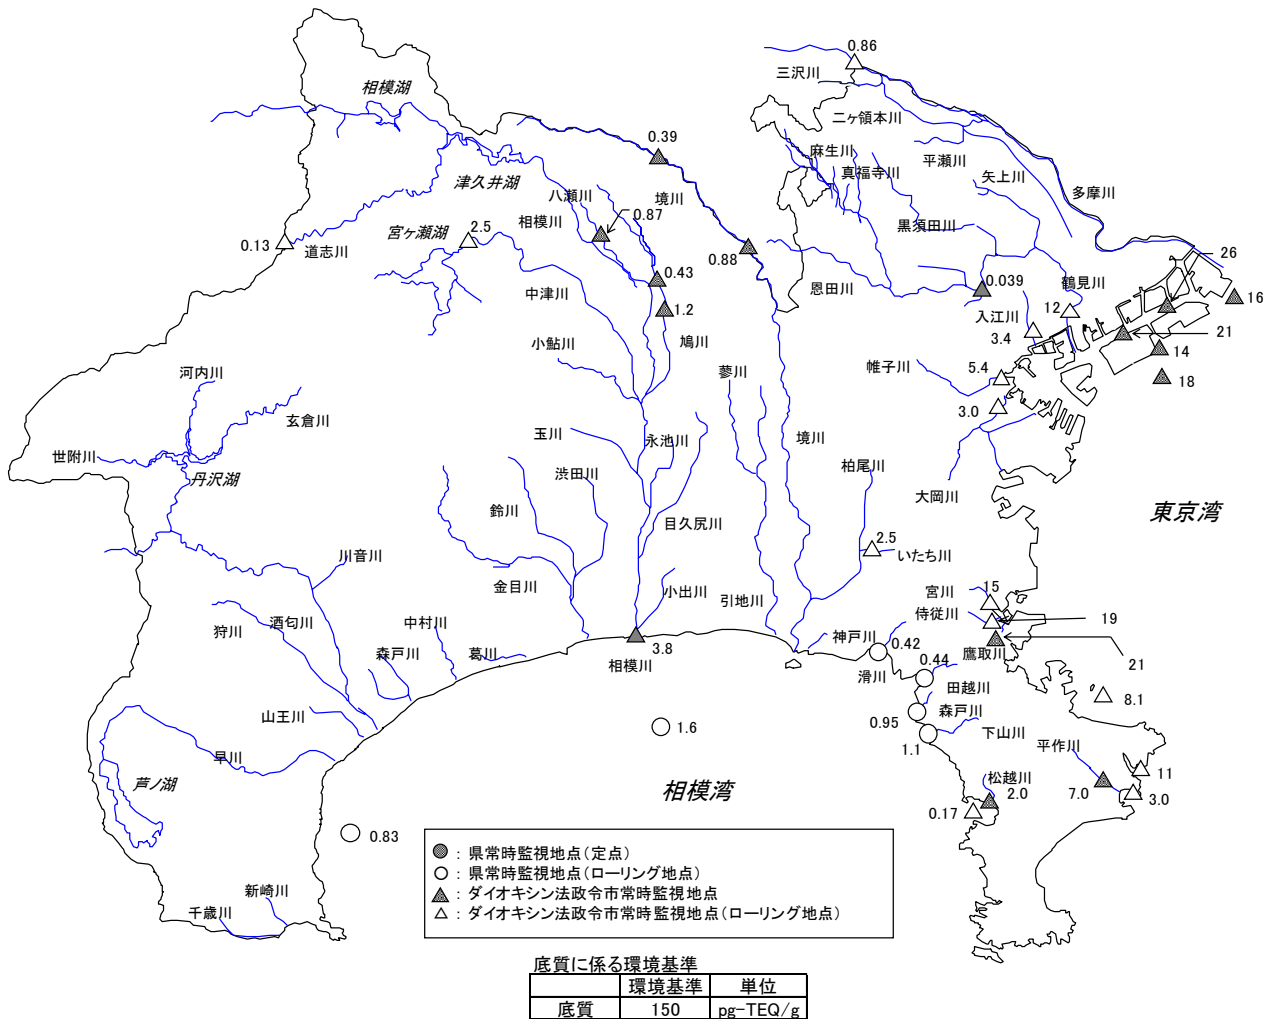 0.86
三沢川
相模湖
二ヶ領本川
0.39
麻生川
平瀬川
真福寺川
矢上川
多摩川
津久井湖
八瀬川
境川
0.87
相模川
黒須田川
宮ヶ瀬湖
2.5
0.13
道志川
0.88
26
0.43
恩田川
0.039
鶴見川
16
中津川
1.2
12
入江川
3.4
21
小鮎川
鳩川
14
帷子川
5.4
18
河内川
蓼川
3.0
玄倉川
玉川
永池川
境川
世附川
渋田川
柏尾川
丹沢湖
大岡川
鈴川
目久尻川
東京湾
2.5
いたち川
川音川
金目川
小出川
引地川
15
宮川
侍従川
19
狩川
酒匂川
中村川
神戸川
0.42
鷹取川
21
森戸川
葛川
相模川
3.8
滑川
0.44
田越川
8.1
山王川
0.95
森戸川
1.6
1.1
下山川
平作川
早川
11
芦ノ湖
相模湾
松越川
2.0
7.0
3.0
0.17
0.83
: 県常時監視地点(定点)
: 県常時監視地点(ローリング地点)
: ダイオキシン法政令市常時監視地点
: ダイオキシン法政令市常時監視地点(ローリング地点)
新崎川
千歳川
底質に係る環境基準
環境基準 単位
底質 150 pg-TEQ/g